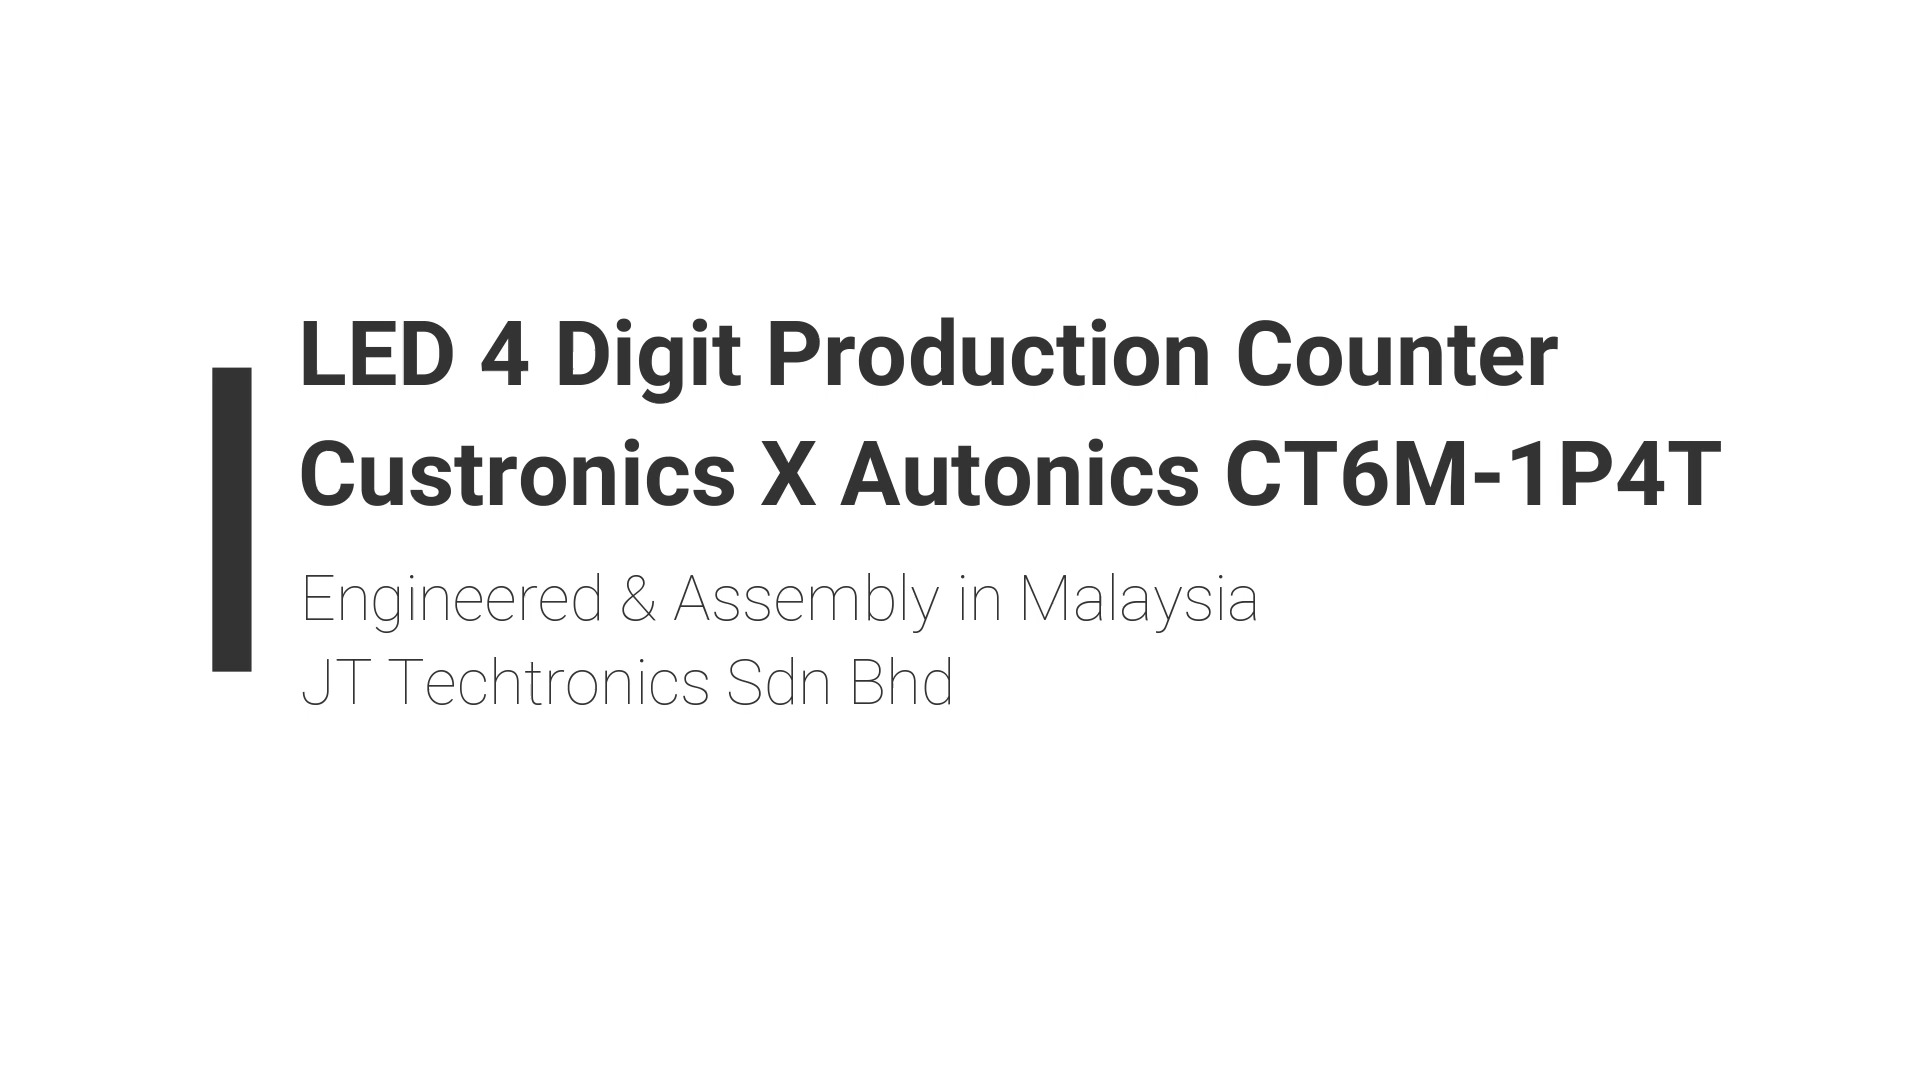 LED 4 Digit Production Counter
Custronics X Autonics CT6M-1P4T
Engineered & Assembly in Malaysia
JT Techtronics Sdn Bhd